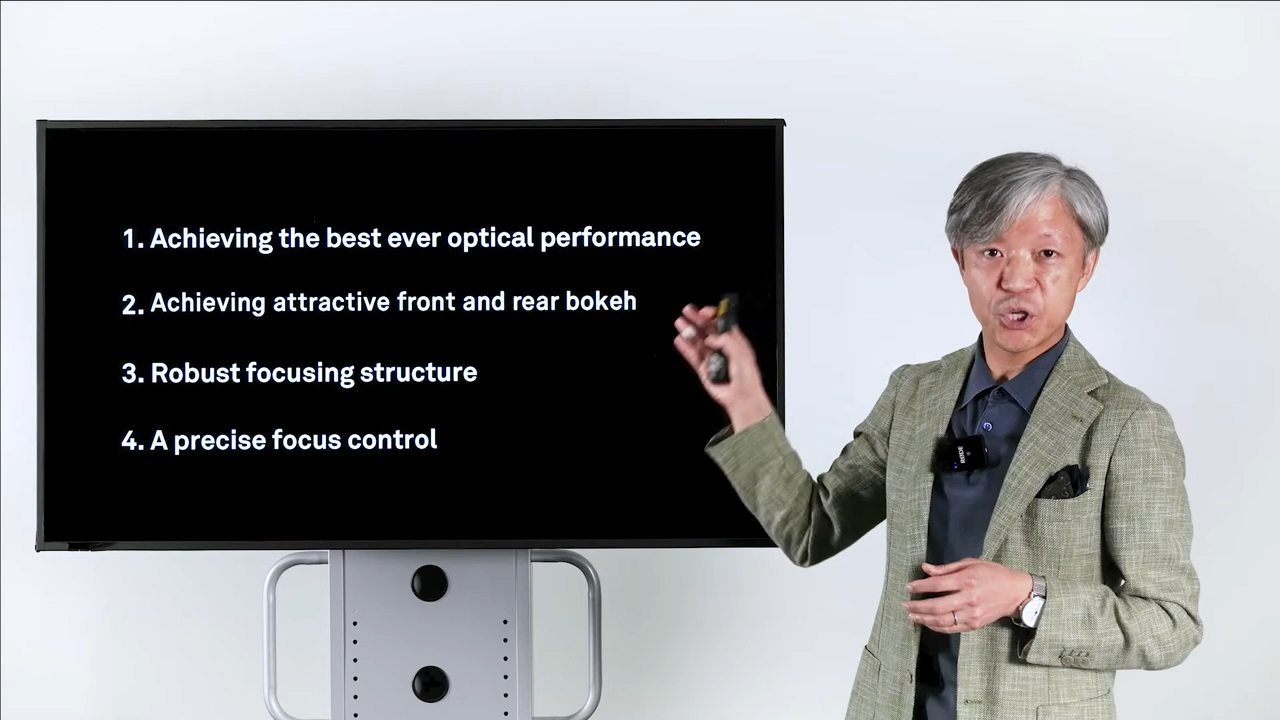 1. Achieving the best ever optical performance
2. Achieving attractive front and rear bokeh
3. Robust focusing structure
4. A precise focus control
RODE